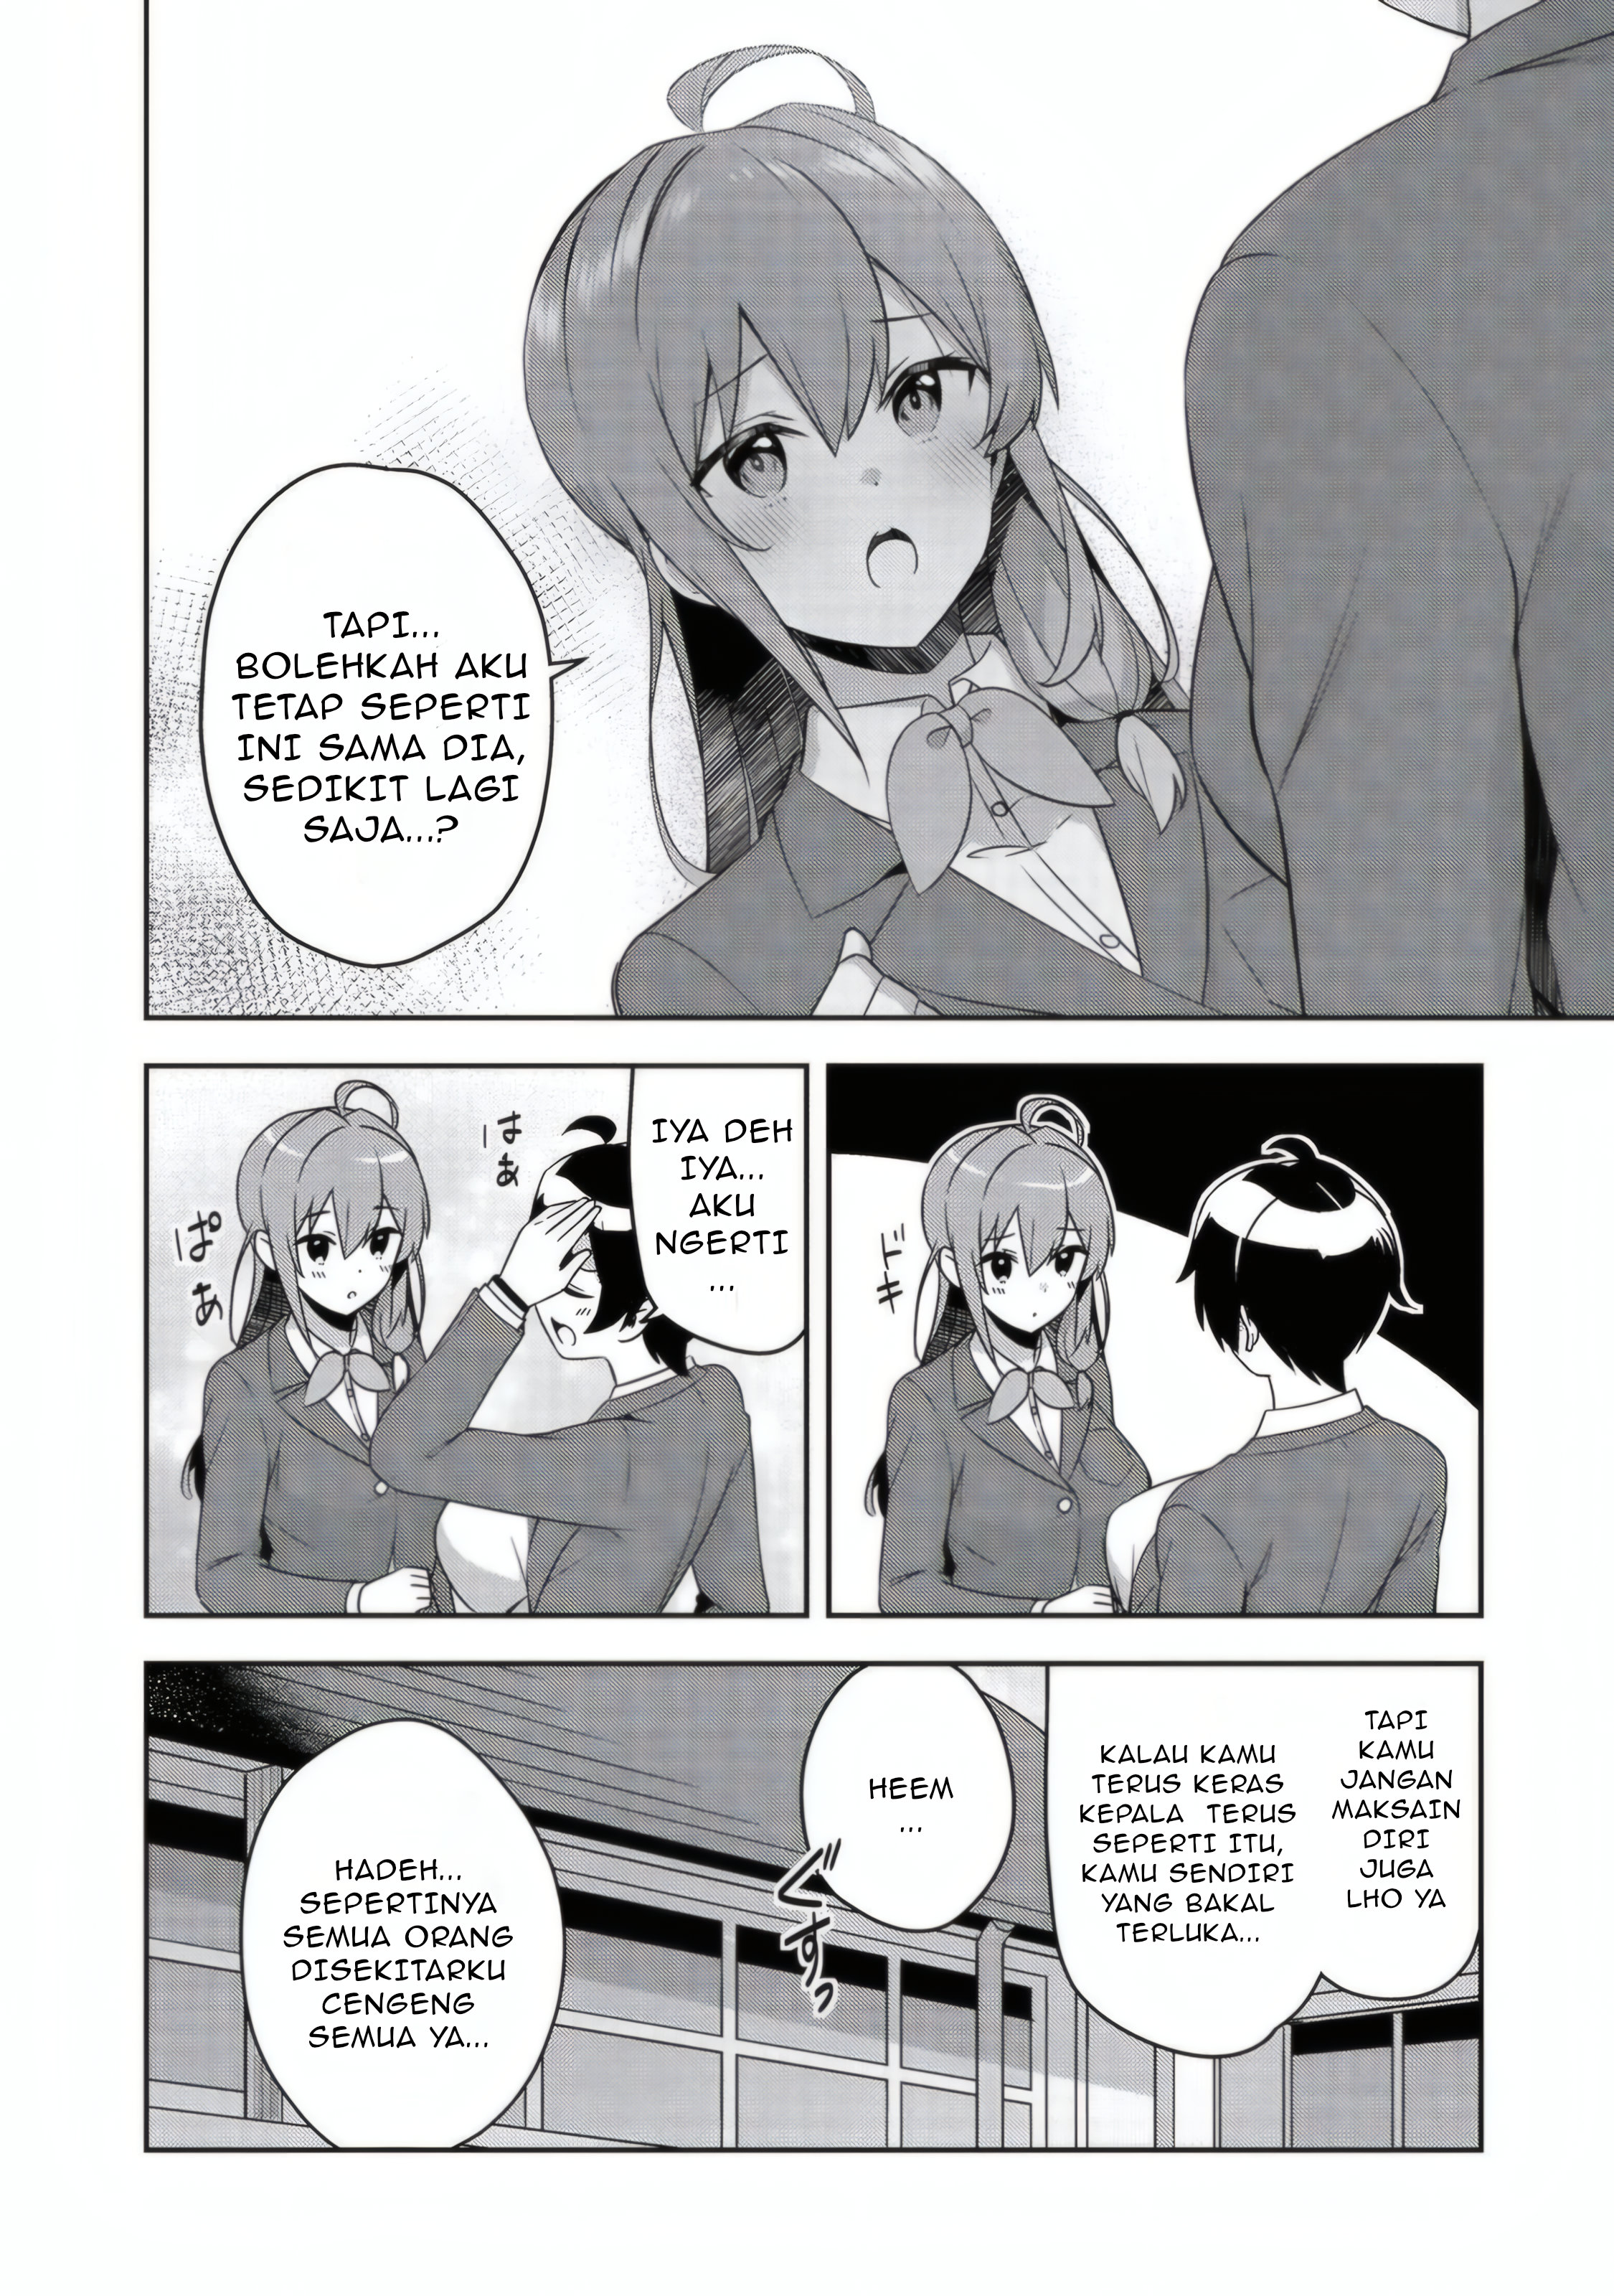 TAPI...
BOLEHKAH AKU
TETAP SEPERTI
INI SAMA DIA,
SEDIKIT LAGI
SAJA...?
ドキ
IYA DEH
IYA...
AKU
NGERTI
...
はぁ
ぱぁ
TAPI
KAMU
JANGAN
MAKSAIN
DIRI
JUGA
LHO YA
KALAU KAMU
TERUS KERAS
KEPALA TERUS
SEPERTI ITU,
KAMU SENDIRI
YANG BAKAL
TERLUKA...
HEEM
...
ぐすっ
HADEH...
SEPERTINYA
SEMUA ORANG
DISEKITARKU
CENGENG
SEMUA YA...